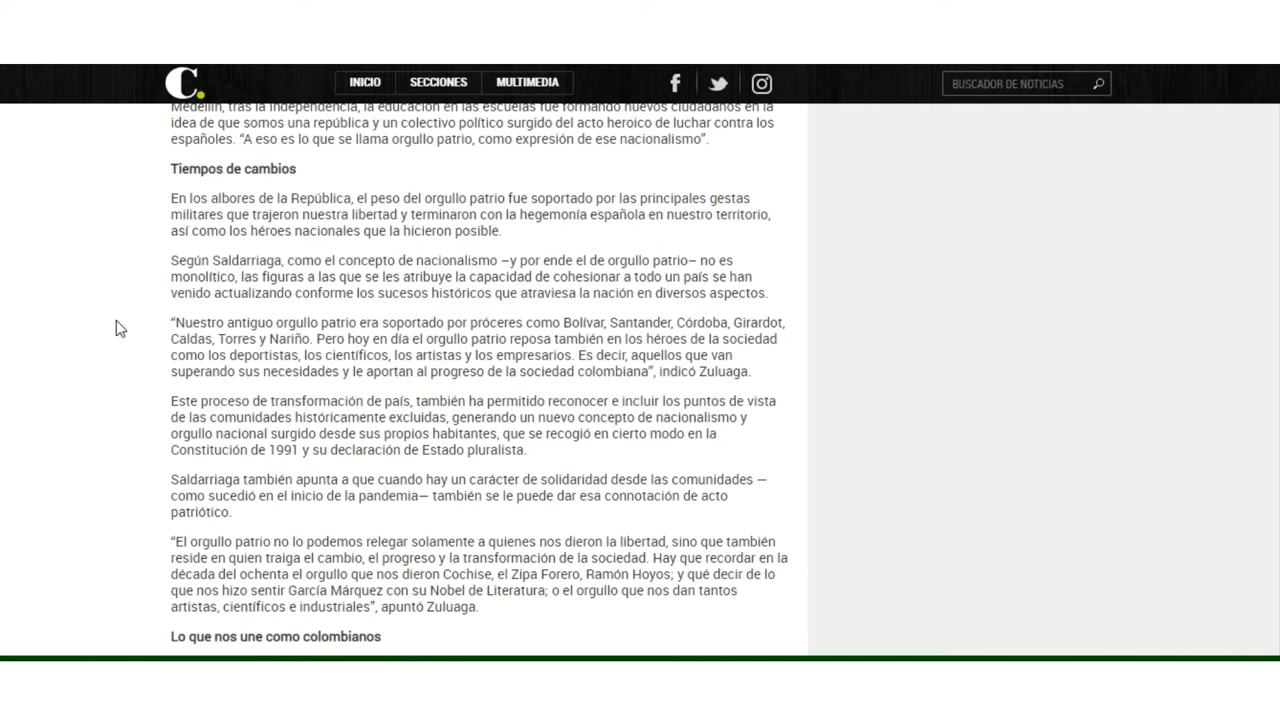 C.
INICIO
SECCIONES
MULTIMEDIA
BUSCADOR DE NOTICIAS
Medellín, tras la Independencia, la educación en las escuelas fue formando nuevos ciudadanos en la
idea de que somos una república y un colectivo político surgido del acto heroico de luchar contra los
españoles. “A eso es lo que se llama orgullo patrio, como expresión de ese nacionalismo”.
Tiempos de cambios
En los albores de la República, el peso del orgullo patrio fue soportado por las principales gestas
militares que trajeron nuestra libertad y terminaron con la hegemonía española en nuestro territorio,
así como los héroes nacionales que la hicieron posible.
Según Saldarriaga, como el concepto de nacionalismo –y por ende el de orgullo patrio– no es
monolítico, las figuras a las que se les atribuye la capacidad de cohesionar a todo un país se han
venido actualizando conforme los sucesos históricos que atraviesa la nación en diversos aspectos.
“Nuestro antiguo orgullo patrio era soportado por próceres como Bolívar, Santander, Córdoba, Girardot,
Caldas, Torres y Nariño. Pero hoy en día el orgullo patrio reposa también en los héroes de la sociedad
como los deportistas, los científicos, los artistas y los empresarios. Es decir, aquellos que van
superando sus necesidades y le aportan al progreso de la sociedad colombiana”, indicó Zuluaga.
Este proceso de transformación de país, también ha permitido reconocer e incluir los puntos de vista
de las comunidades históricamente excluidas, generando un nuevo concepto de nacionalismo y
orgullo nacional surgido desde sus propios habitantes, que se recogió en cierto modo en la
Constitución de 1991 y su declaración de Estado pluralista.
Saldarriaga también apunta a que cuando hay un carácter de solidaridad desde las comunidades —
como sucedió en el inicio de la pandemia— también se le puede dar esa connotación de acto
patriótico.
“El orgullo patrio no lo podemos relegar solamente a quienes nos dieron la libertad, sino que también
reside en quien traiga el cambio, el progreso y la transformación de la sociedad. Hay que recordar en la
década del ochenta el orgullo que nos dieron Cochise, el Zipa Forero, Ramón Hoyos; y qué decir de lo
que nos hizo sentir García Márquez con su Nobel de Literatura; o el orgullo que nos dan tantos
artistas, científicos e industriales”, apuntó Zuluaga.
Lo que nos une como colombianos